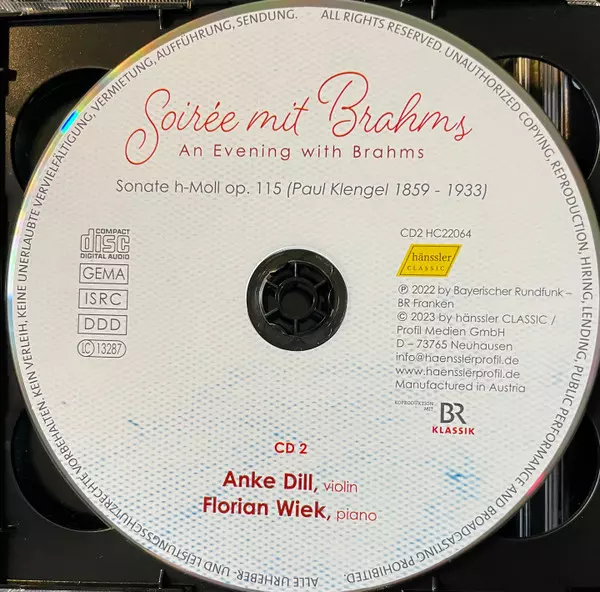 Soirée mit Brahms
An Evening with Brahms
Sonate h-Moll op. 115 (Paul Klengel 1859 - 1933)
COMPACT
disc
DIGITAL AUDIO
GEMA
ISRC
DDD
LC 13287
CD2 HC22064
hänssler
CLASSIC
℗ 2022 by Bayerischer Rundfunk –
BR Franken
© 2023 by hänssler CLASSIC /
Profil Medien GmbH
D – 73765 Neuhausen
info@haensslerprofil.de
www.haensslerprofil.de
Manufactured in Austria
KOPRODUKTION
MIT
BR
KLASSIK
CD 2
Anke Dill, violin
Florian Wiek, piano
ALLE URHEBER- UND LEISTUNGSSCHUTZRECHTE VORBEHALTEN, KEIN VERLEIH, KEINE UNERLAUBTE VERVIELFÄLTIGUNG, VERMIETUNG, AUFFÜHRUNG, SENDUNG.
ALL RIGHTS RESERVED, UNAUTHORIZED COPYING, REPRODUCTION, HIRING, LENDING, PUBLIC PERFORMANCE AND BROADCASTING PROHIBITED.